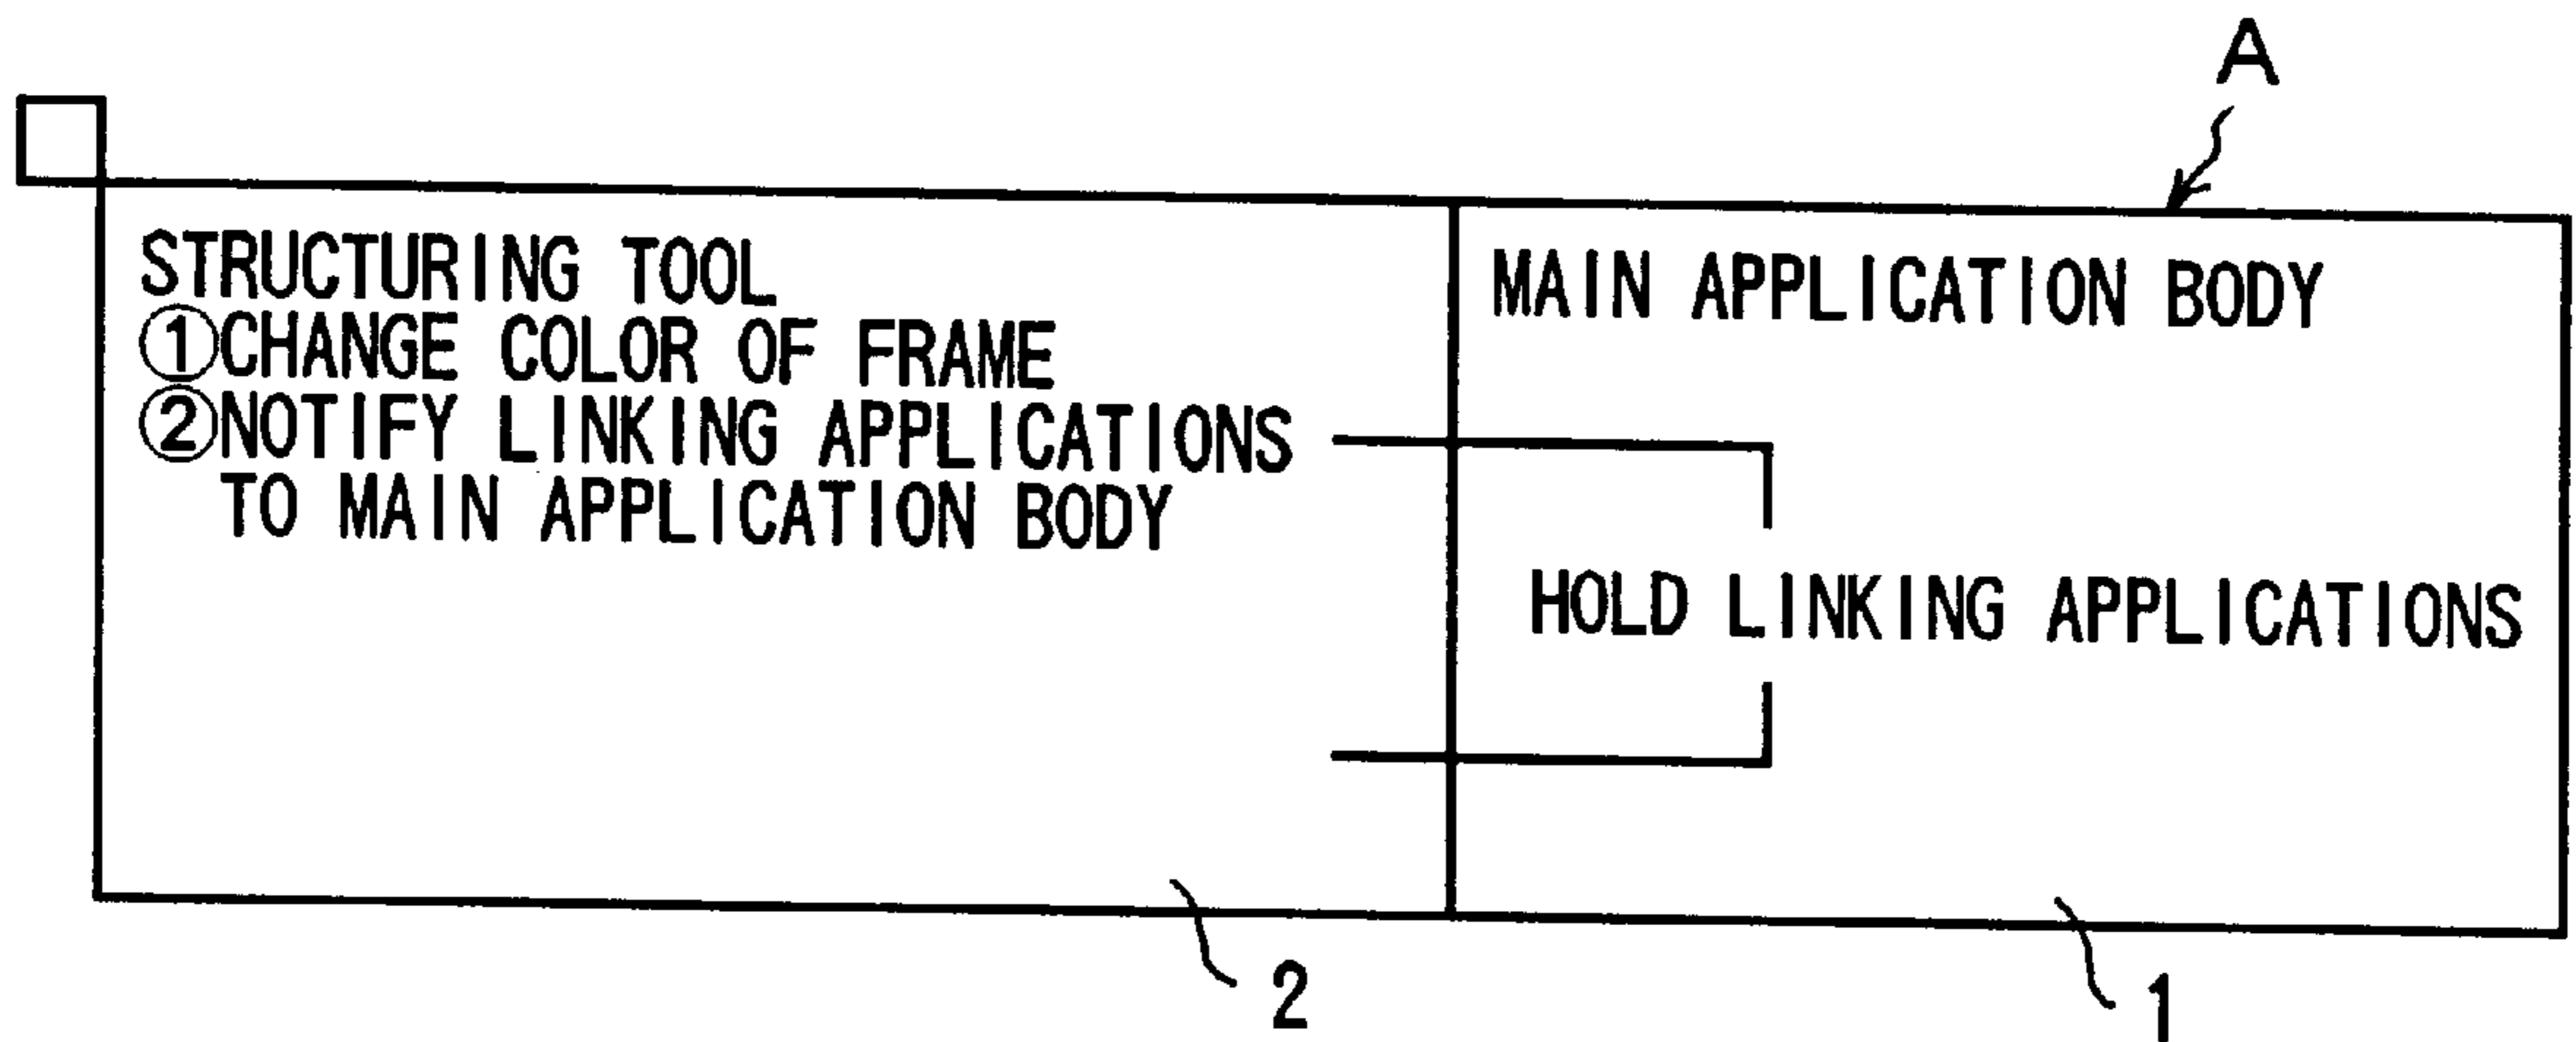 A
STRUCTURING TOOL
①CHANGE COLOR OF FRAME
②NOTIFY LINKING APPLICATIONS
TO MAIN APPLICATION BODY
MAIN APPLICATION BODY
HOLD LINKING APPLICATIONS
2
1